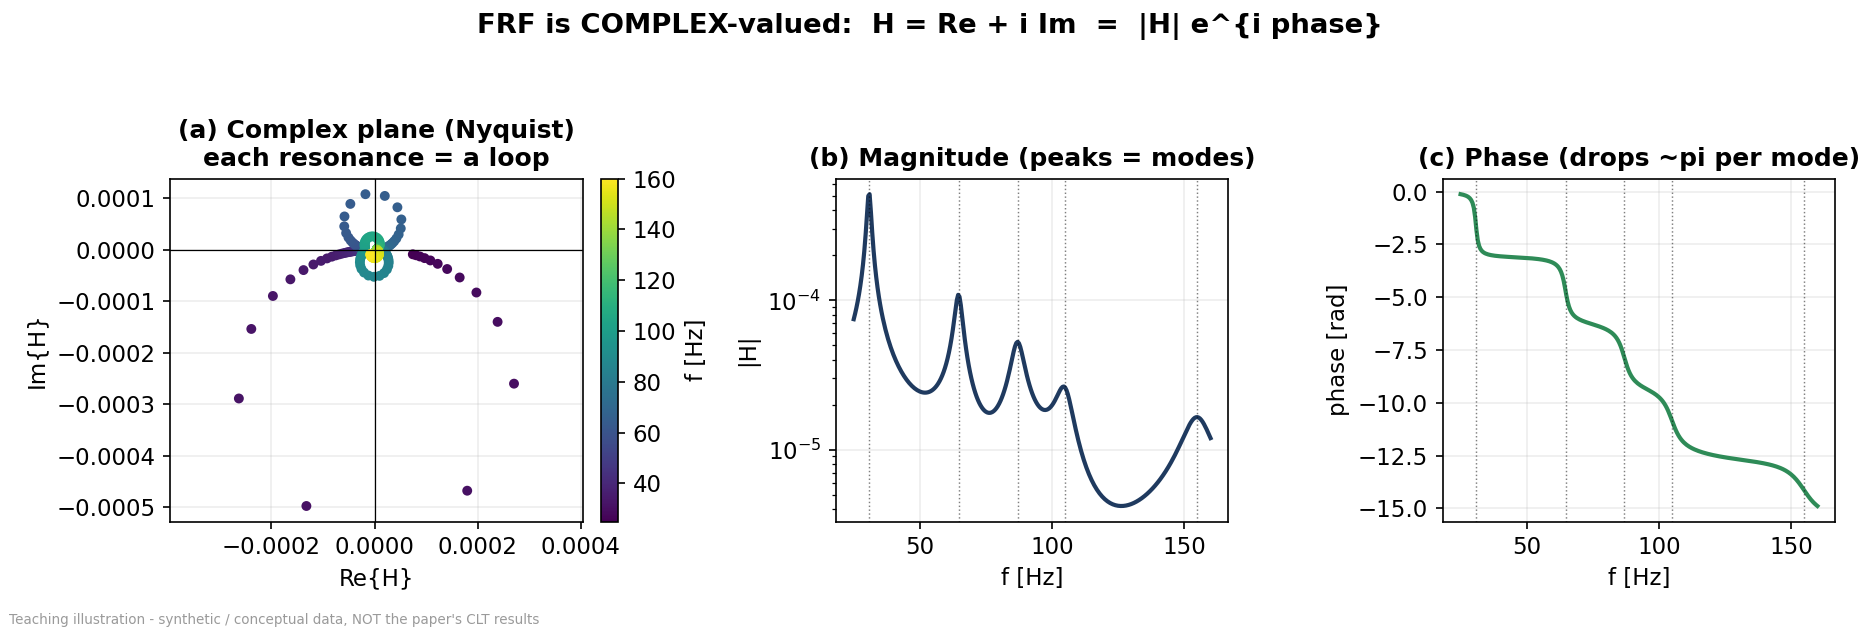 FRF is COMPLEX-valued:  H = Re + i Im  =  |H| e^{i phase}
(a) Complex plane (Nyquist)
each resonance = a loop
0.0001
0.0000
−0.0001
−0.0002
−0.0003
−0.0004
−0.0005
Im{H}
−0.0002 0.0000 0.0002 0.0004
Re{H}
160
140
120
100
80
60
40
f [Hz]
(b) Magnitude (peaks = modes)
10⁻⁴
10⁻⁵
|H|
50 100 150
f [Hz]
(c) Phase (drops ~pi per mode)
0.0
−2.5
−5.0
−7.5
−10.0
−12.5
−15.0
phase [rad]
50 100 150
f [Hz]
Teaching illustration - synthetic / conceptual data, NOT the paper's CLT results